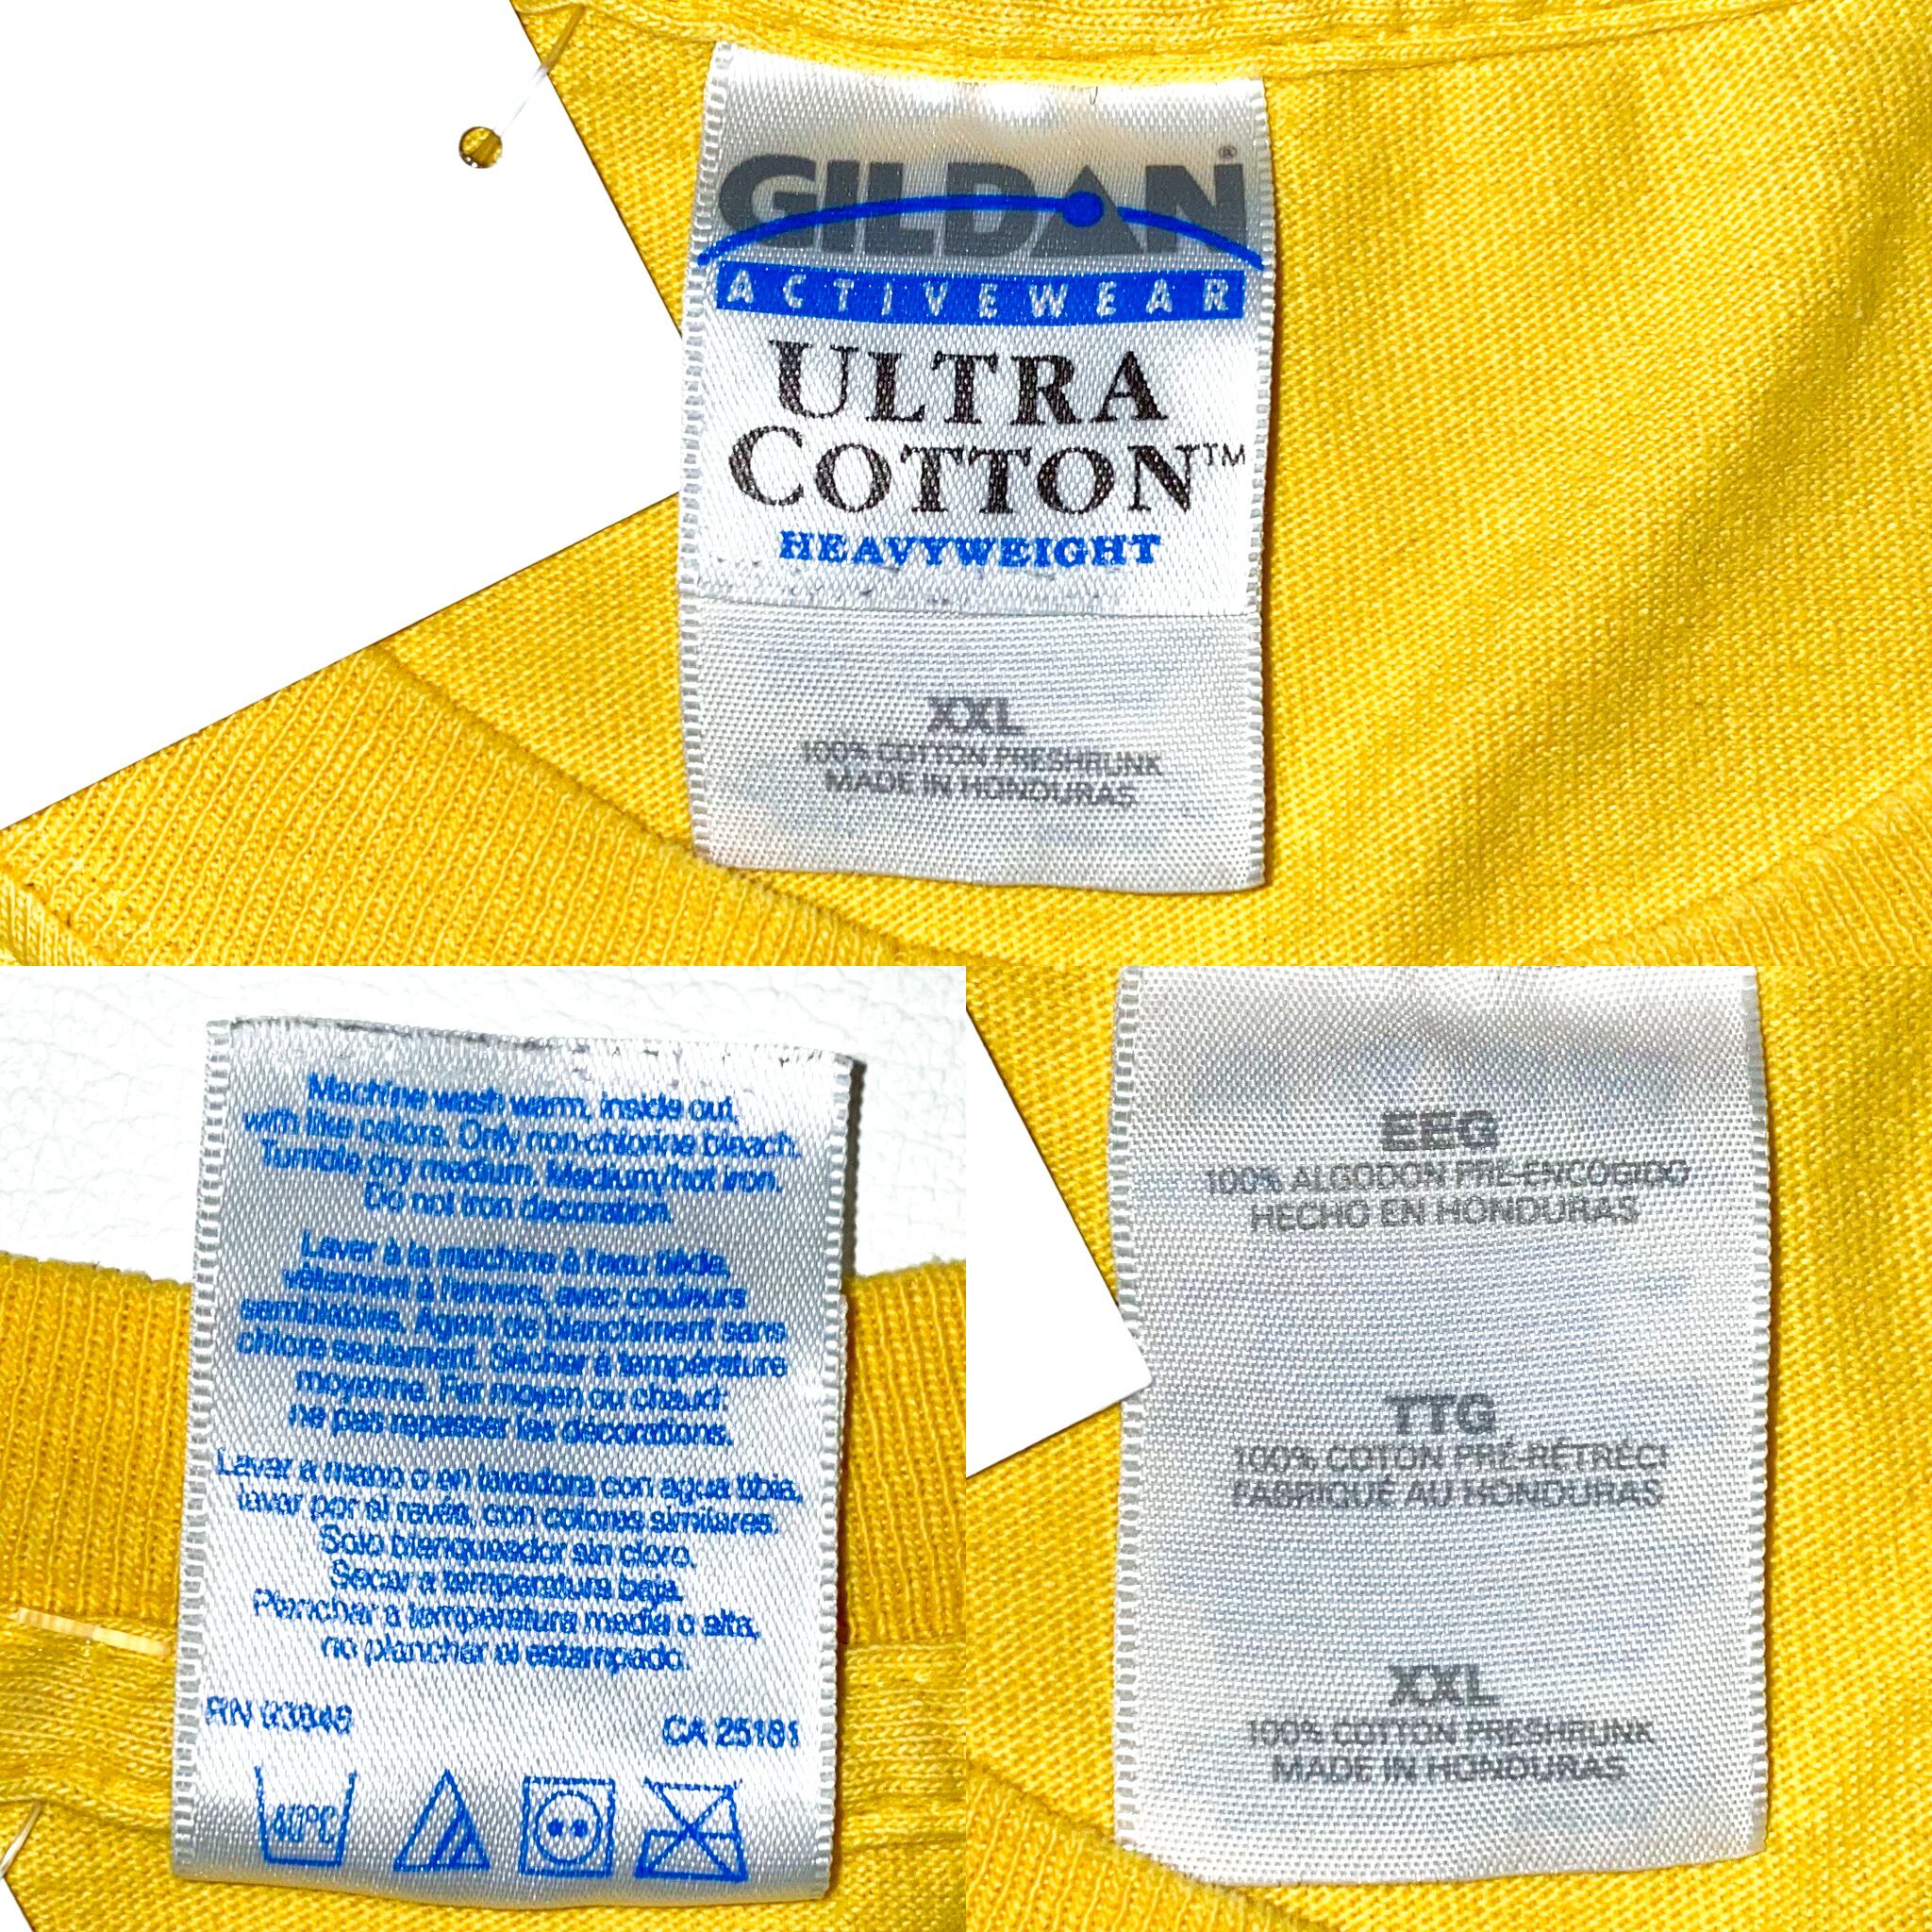 GILDAN®
ACTIVEWEAR
ULTRA
COTTON™
HEAVYWEIGHT
XXL
100% COTTON PRESHRUNK
MADE IN HONDURAS
Machine wash warm, inside out,
with like colors. Only non-chlorine bleach.
Tumble dry medium. Medium/hot iron.
Do not iron decoration.
Laver à la machine à l'eau tiède,
vêtement à l'envers, avec couleurs
semblables. Agent de blanchiment sans
chlore seulement. Sécher à température
moyenne. Fer moyen ou chaud:
ne pas repasser les décorations.
Lavar a mano o en lavadora con agua tibia,
lavar por el revés, con colores similares.
Solo blanqueador sin cloro.
Secar a temperatura baja.
Planchar a temperatura media o alta,
no planchar el estampado.
RN 93846
CA 25181
40°C
EEG
100% ALGODON PRE-ENCOGIDO
HECHO EN HONDURAS
TTG
100% COTON PRÉ-RÉTRÉCI
FABRIQUÉ AU HONDURAS
XXL
100% COTTON PRESHRUNK
MADE IN HONDURAS